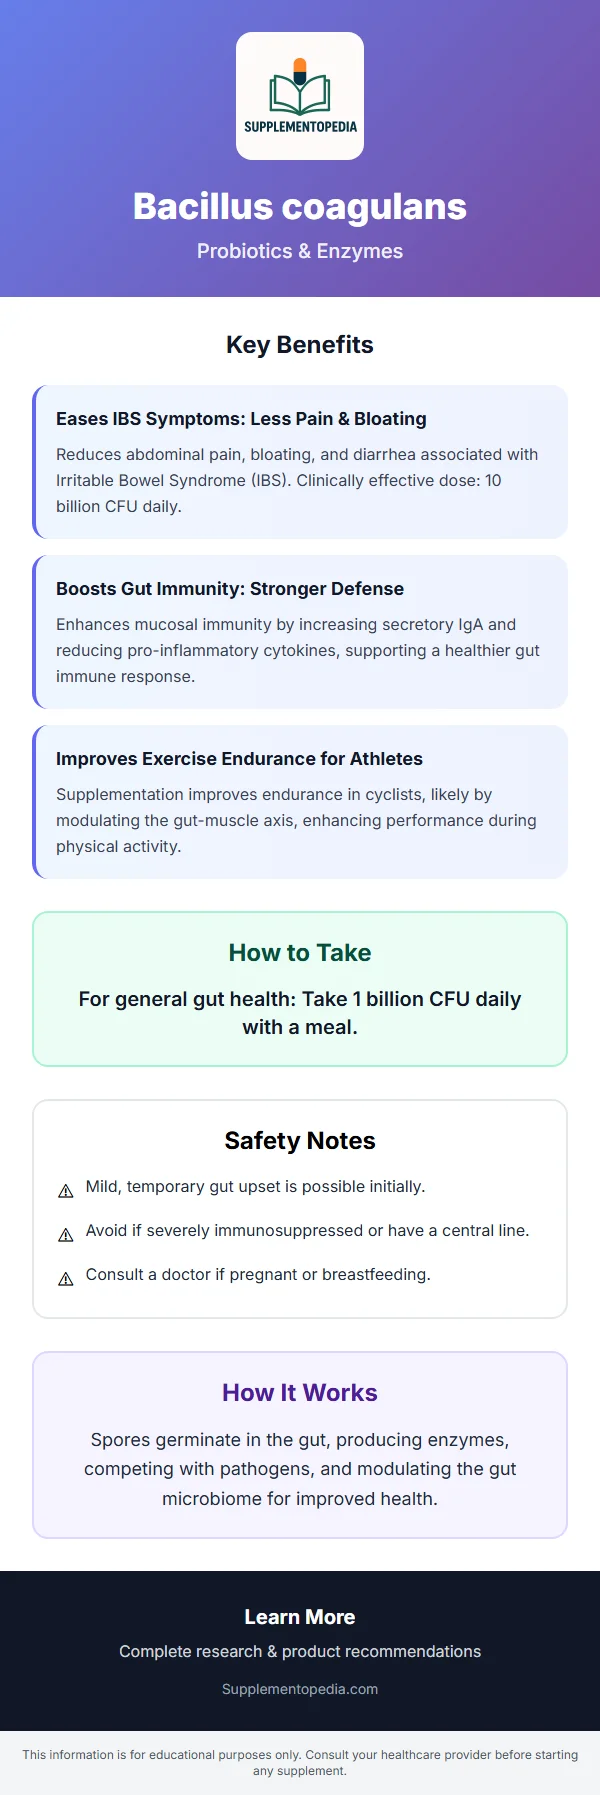 SUPPLEMENTOPEDIA
Bacillus coagulans
Probiotics & Enzymes
Key Benefits
Eases IBS Symptoms: Less Pain & Bloating
Reduces abdominal pain, bloating, and diarrhea associated with
Irritable Bowel Syndrome (IBS). Clinically effective dose: 10
billion CFU daily.
Boosts Gut Immunity: Stronger Defense
Enhances mucosal immunity by increasing secretory IgA and
reducing pro-inflammatory cytokines, supporting a healthier gut
immune response.
Improves Exercise Endurance for Athletes
Supplementation improves endurance in cyclists, likely by
modulating the gut-muscle axis, enhancing performance during
physical activity.
How to Take
For general gut health: Take 1 billion CFU daily
with a meal.
Safety Notes
⚠ Mild, temporary gut upset is possible initially.
⚠ Avoid if severely immunosuppressed or have a central line.
⚠ Consult a doctor if pregnant or breastfeeding.
How It Works
Spores germinate in the gut, producing enzymes,
competing with pathogens, and modulating the gut
microbiome for improved health.
Learn More
Complete research & product recommendations
Supplementopedia.com
This information is for educational purposes only. Consult your healthcare provider before starting
any supplement.